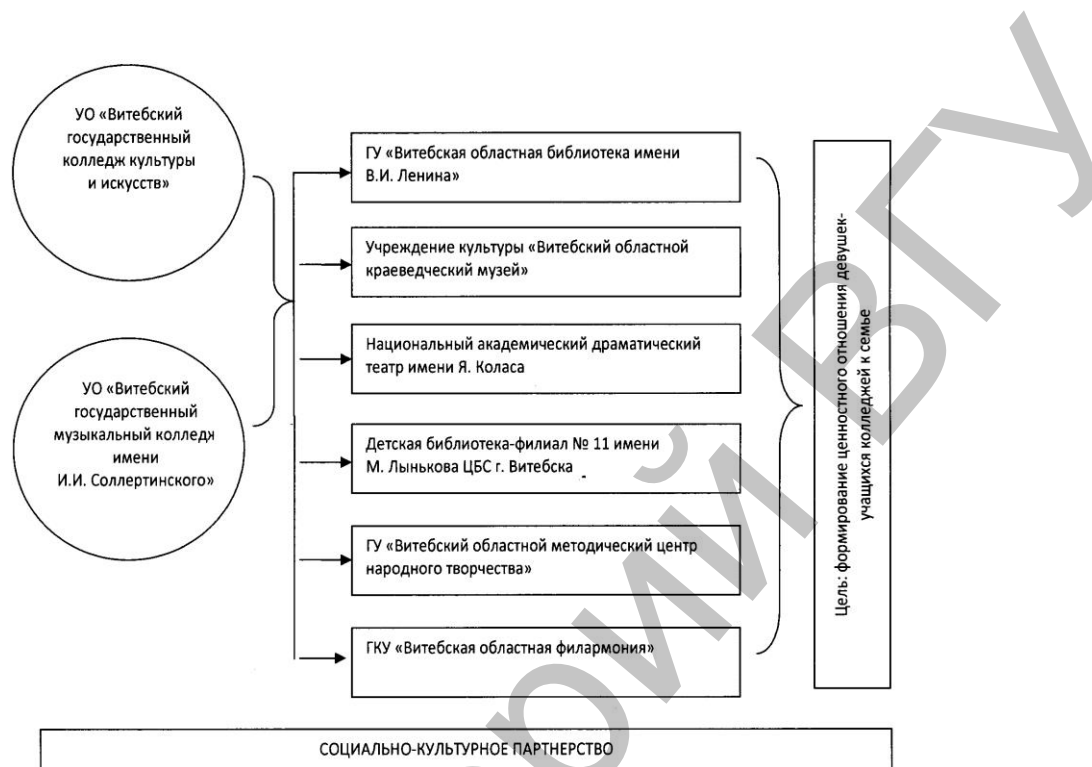 УО «Витебский
государственный
колледж культуры
и искусств»
УО «Витебский
государственный
музыкальный колледж
имени
И.И. Соллертинского»
ГУ «Витебская областная библиотека имени
В.И. Ленина»
Учреждение культуры «Витебский областной
краеведческий музей»
Национальный академический драматический
театр имени Я. Коласа
Детская библиотека-филиал № 11 имени
М. Лынькова ЦБС г. Витебска
ГУ «Витебский областной методический центр
народного творчества»
ГКУ «Витебская областная филармония»
Цель: формирование ценностного отношения девушек-
учащихся колледжей к семье
СОЦИАЛЬНО-КУЛЬТУРНОЕ ПАРТНЕРСТВО
рий ВГУ